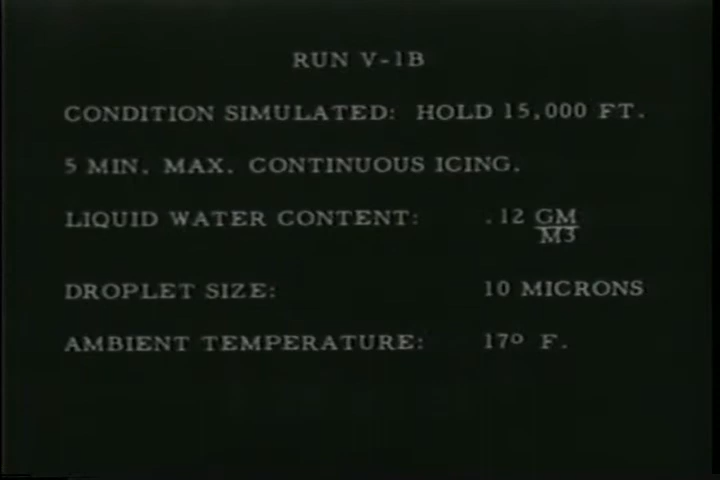 RUN V-1B
CONDITION SIMULATED: HOLD 15,000 FT.
5 MIN. MAX. CONTINUOUS ICING.
LIQUID WATER CONTENT: .12 GM/M3
DROPLET SIZE: 10 MICRONS
AMBIENT TEMPERATURE: 17º F.